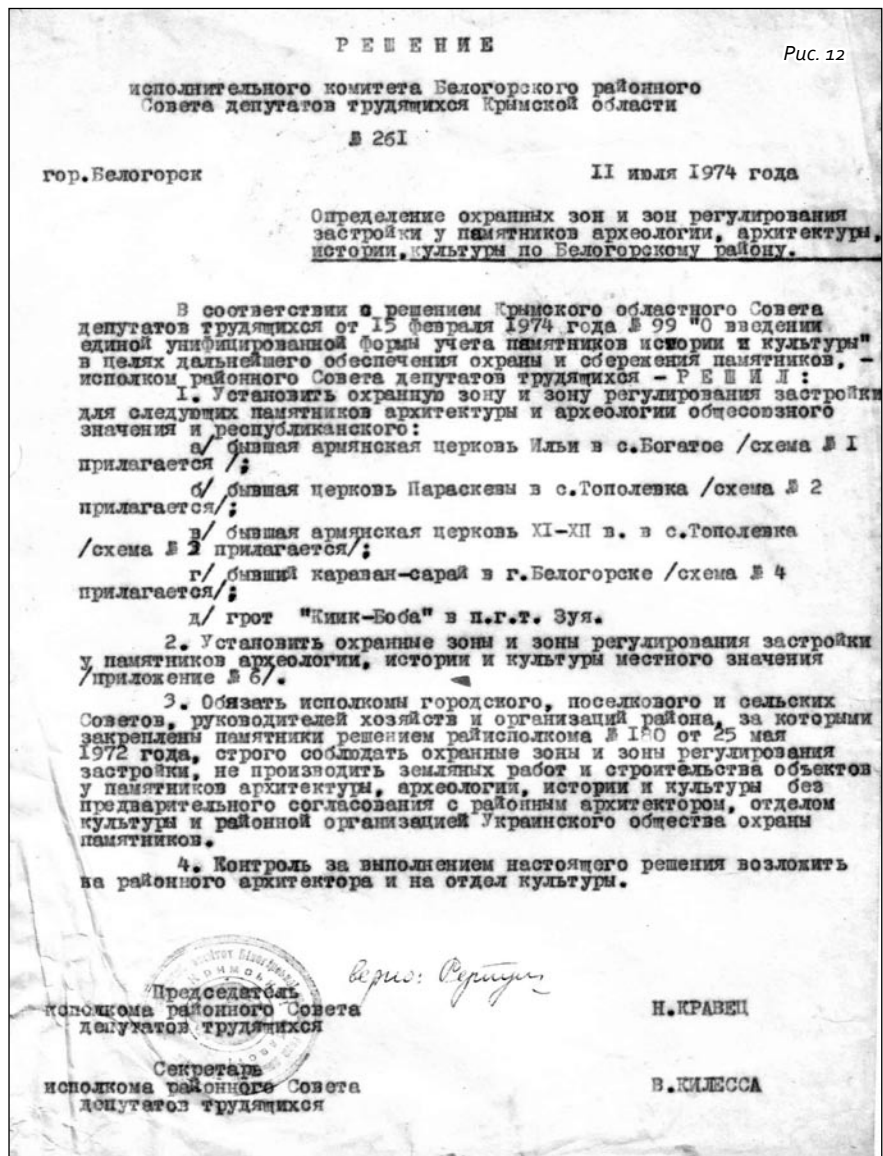 РЕШЕНИЕ
Рис. 12
исполнительного комитета Белогорского районного
Совета депутатов трудящихся Крымской области
№ 26I
гор.Белогорск II июля I974 года
Определение охранных зон и зон регулирования
застройки у памятников археологии, архитектуры,
истории,культуры по Белогорскому району.
В соответствии с решением Крымского областного Совета
депутатов трудящихся от I5 февраля I974 года № 99 "О введении
единой унифицированной формы учета памятников истории и культуры"
в целях дальнейшего обеспечения охраны и сбережения памятников, -
исполком районного Совета депутатов трудящихся - Р Е Ш И Л :
I. Установить охранную зону и зону регулирования застройки
для следующих памятников архитектуры и археологии общесоюзного
значения и республиканского:
а/ бывшая армянская церковь Ильи в с.Богатое /схема № I
прилагается /;
б/ бывшая церковь Параскевы в с.Тополевка /схема № 2
прилагается/;
в/ бывшая армянская церковь XI-XП в. в с.Тополевка
/схема № 3 прилагается/;
г/ бывший караван-сарай в г.Белогорске /схема № 4
прилагается/;
д/ грот "Киик-Боба" в п.г.т. Зуя.
2. Установить охранные зоны и зоны регулирования застройки
у памятников археологии, истории и культуры местного значения
/приложение № 6/.
3. Обязать исполкомы городского, поселкового и сельских
Советов, руководителей хозяйств и организаций района, за которыми
закреплены памятники решением райисполкома № I80 от 25 мая
I972 года, строго соблюдать охранные зоны и зоны регулирования
застройки, не производить земляных работ и строительства объектов
у памятников архитектуры, археологии, истории и культуры без
предварительного согласования с районным архитектором, отделом
культуры и районной организацией Украинского общества охраны
памятников.
4. Контроль за выполнением настоящего решения возложить
на районного архитектора и на отдел культуры.
верно:
Председатель
исполкома районного Совета Н.КРАВЕЦ
депутатов трудящихся
Секретарь
исполкома районного Совета В.КИЛЕССА
депутатов трудящихся